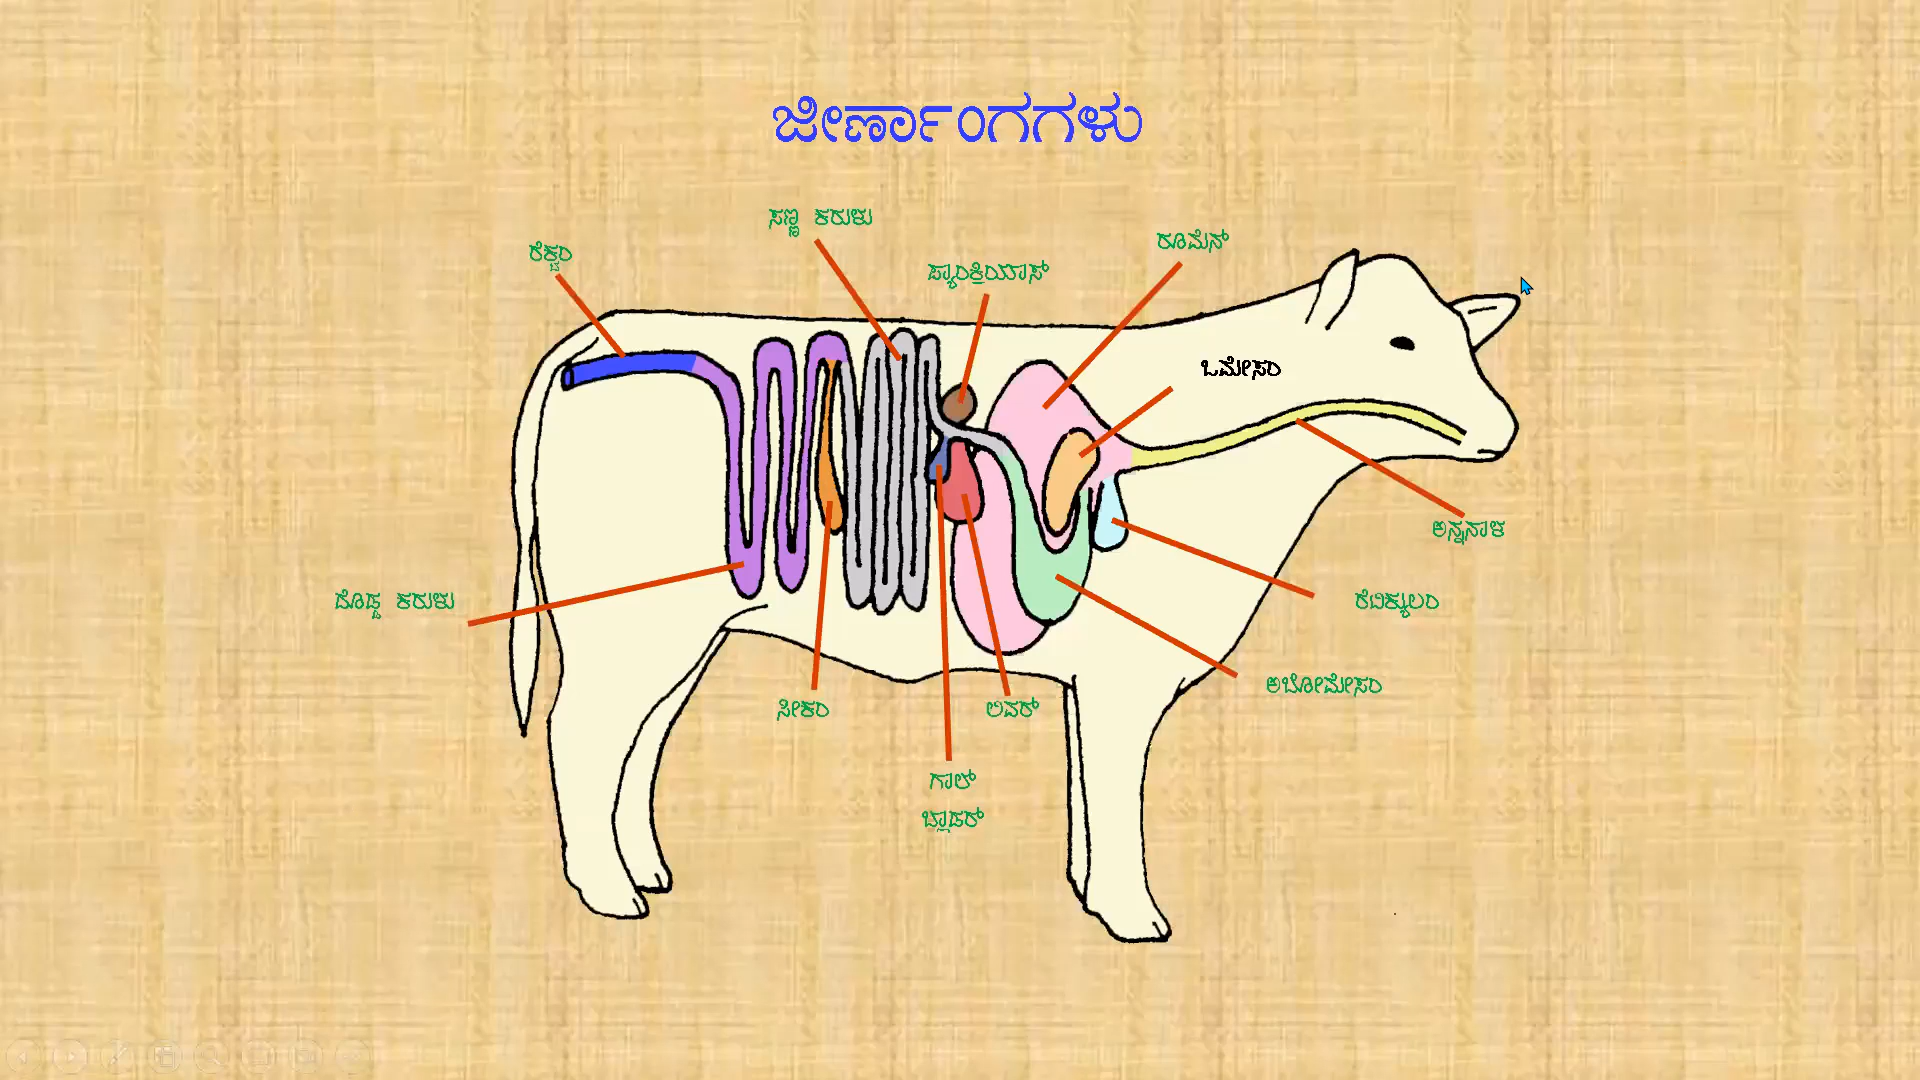 ಜೀರ್ಣಾಂಗಗಳು
ಸಣ್ಣ ಕರುಳು
ರೂಮೆನ್
ರೆಕ್ಟಂ
ಪ್ಯಾಂಕ್ರಿಯಾಸ್
ಒಮೇಸಂ
ಅನ್ನನಾಳ
ದೊಡ್ಡ ಕರುಳು
ರೆಟಿಕ್ಯುಲಂ
ಅಬೋಮೇಸಂ
ಸೀಕಂ
ಲಿವರ್
ಗಾಲ್
ಬ್ಲಾಡರ್